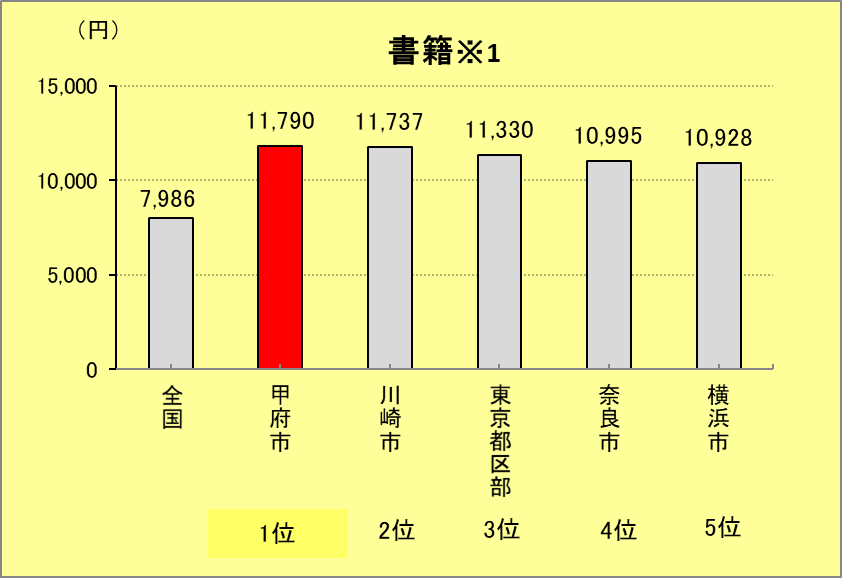 （円）
書籍※1
15,000
10,000
5,000
0
7,986
11,790
11,737
11,330
10,995
10,928
全国
甲府市
川崎市
東京都区部
奈良市
横浜市
1位
2位
3位
4位
5位